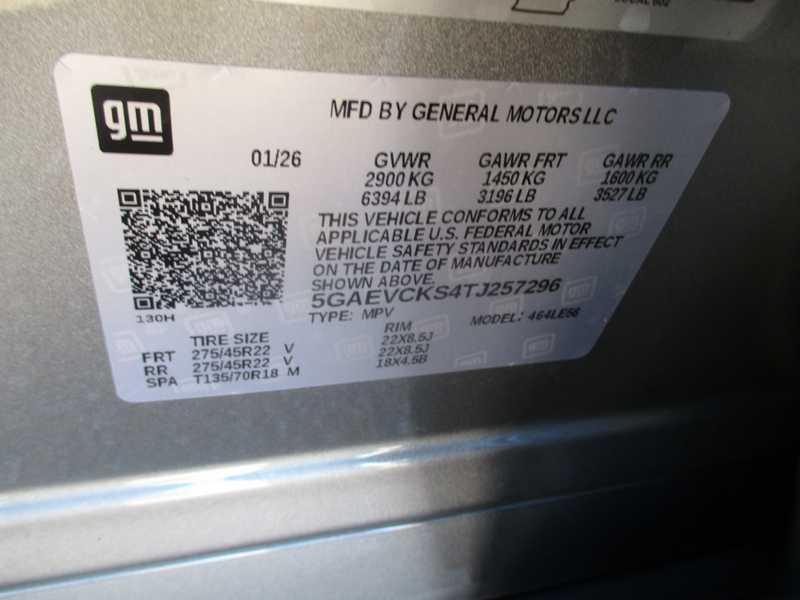 LOCAL 602
gm
MFD BY GENERAL MOTORS LLC
01/26 GVWR GAWR FRT GAWR RR
2900 KG 1450 KG 1600 KG
6394 LB 3196 LB 3527 LB
THIS VEHICLE CONFORMS TO ALL
APPLICABLE U.S. FEDERAL MOTOR
VEHICLE SAFETY STANDARDS IN EFFECT
ON THE DATE OF MANUFACTURE
SHOWN ABOVE.
5GAEVCKS4TJ257296
130H
TYPE: MPV MODEL: 464LE56
TIRE SIZE RIM
FRT 275/45R22 V 22X8.5J
RR 275/45R22 V 22X8.5J
SPA T135/70R18 M 18X4.5B